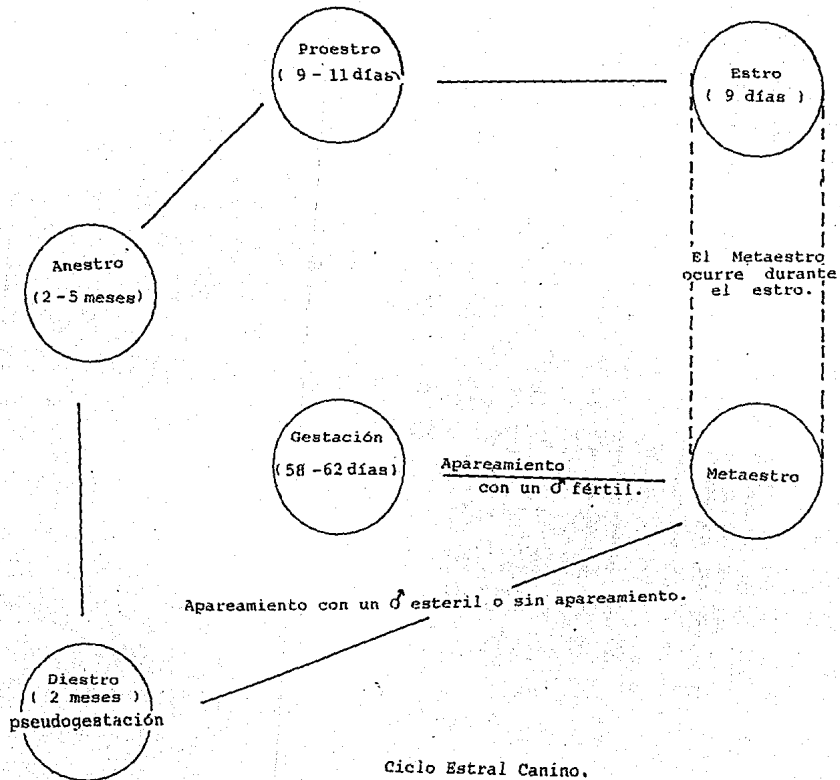 Proestro
( 9 - 11 días)
Estro
( 9 días )
Anestro
(2 - 5 meses)
El Metaestro
ocurre durante
el estro.
Gestación
(58 -62 días)
Apareamiento
con un ♂ fértil.
Metaestro
Apareamiento con un ♂ esteril o sin apareamiento.
Diestro
( 2 meses )
pseudogestación
Ciclo Estral Canino.